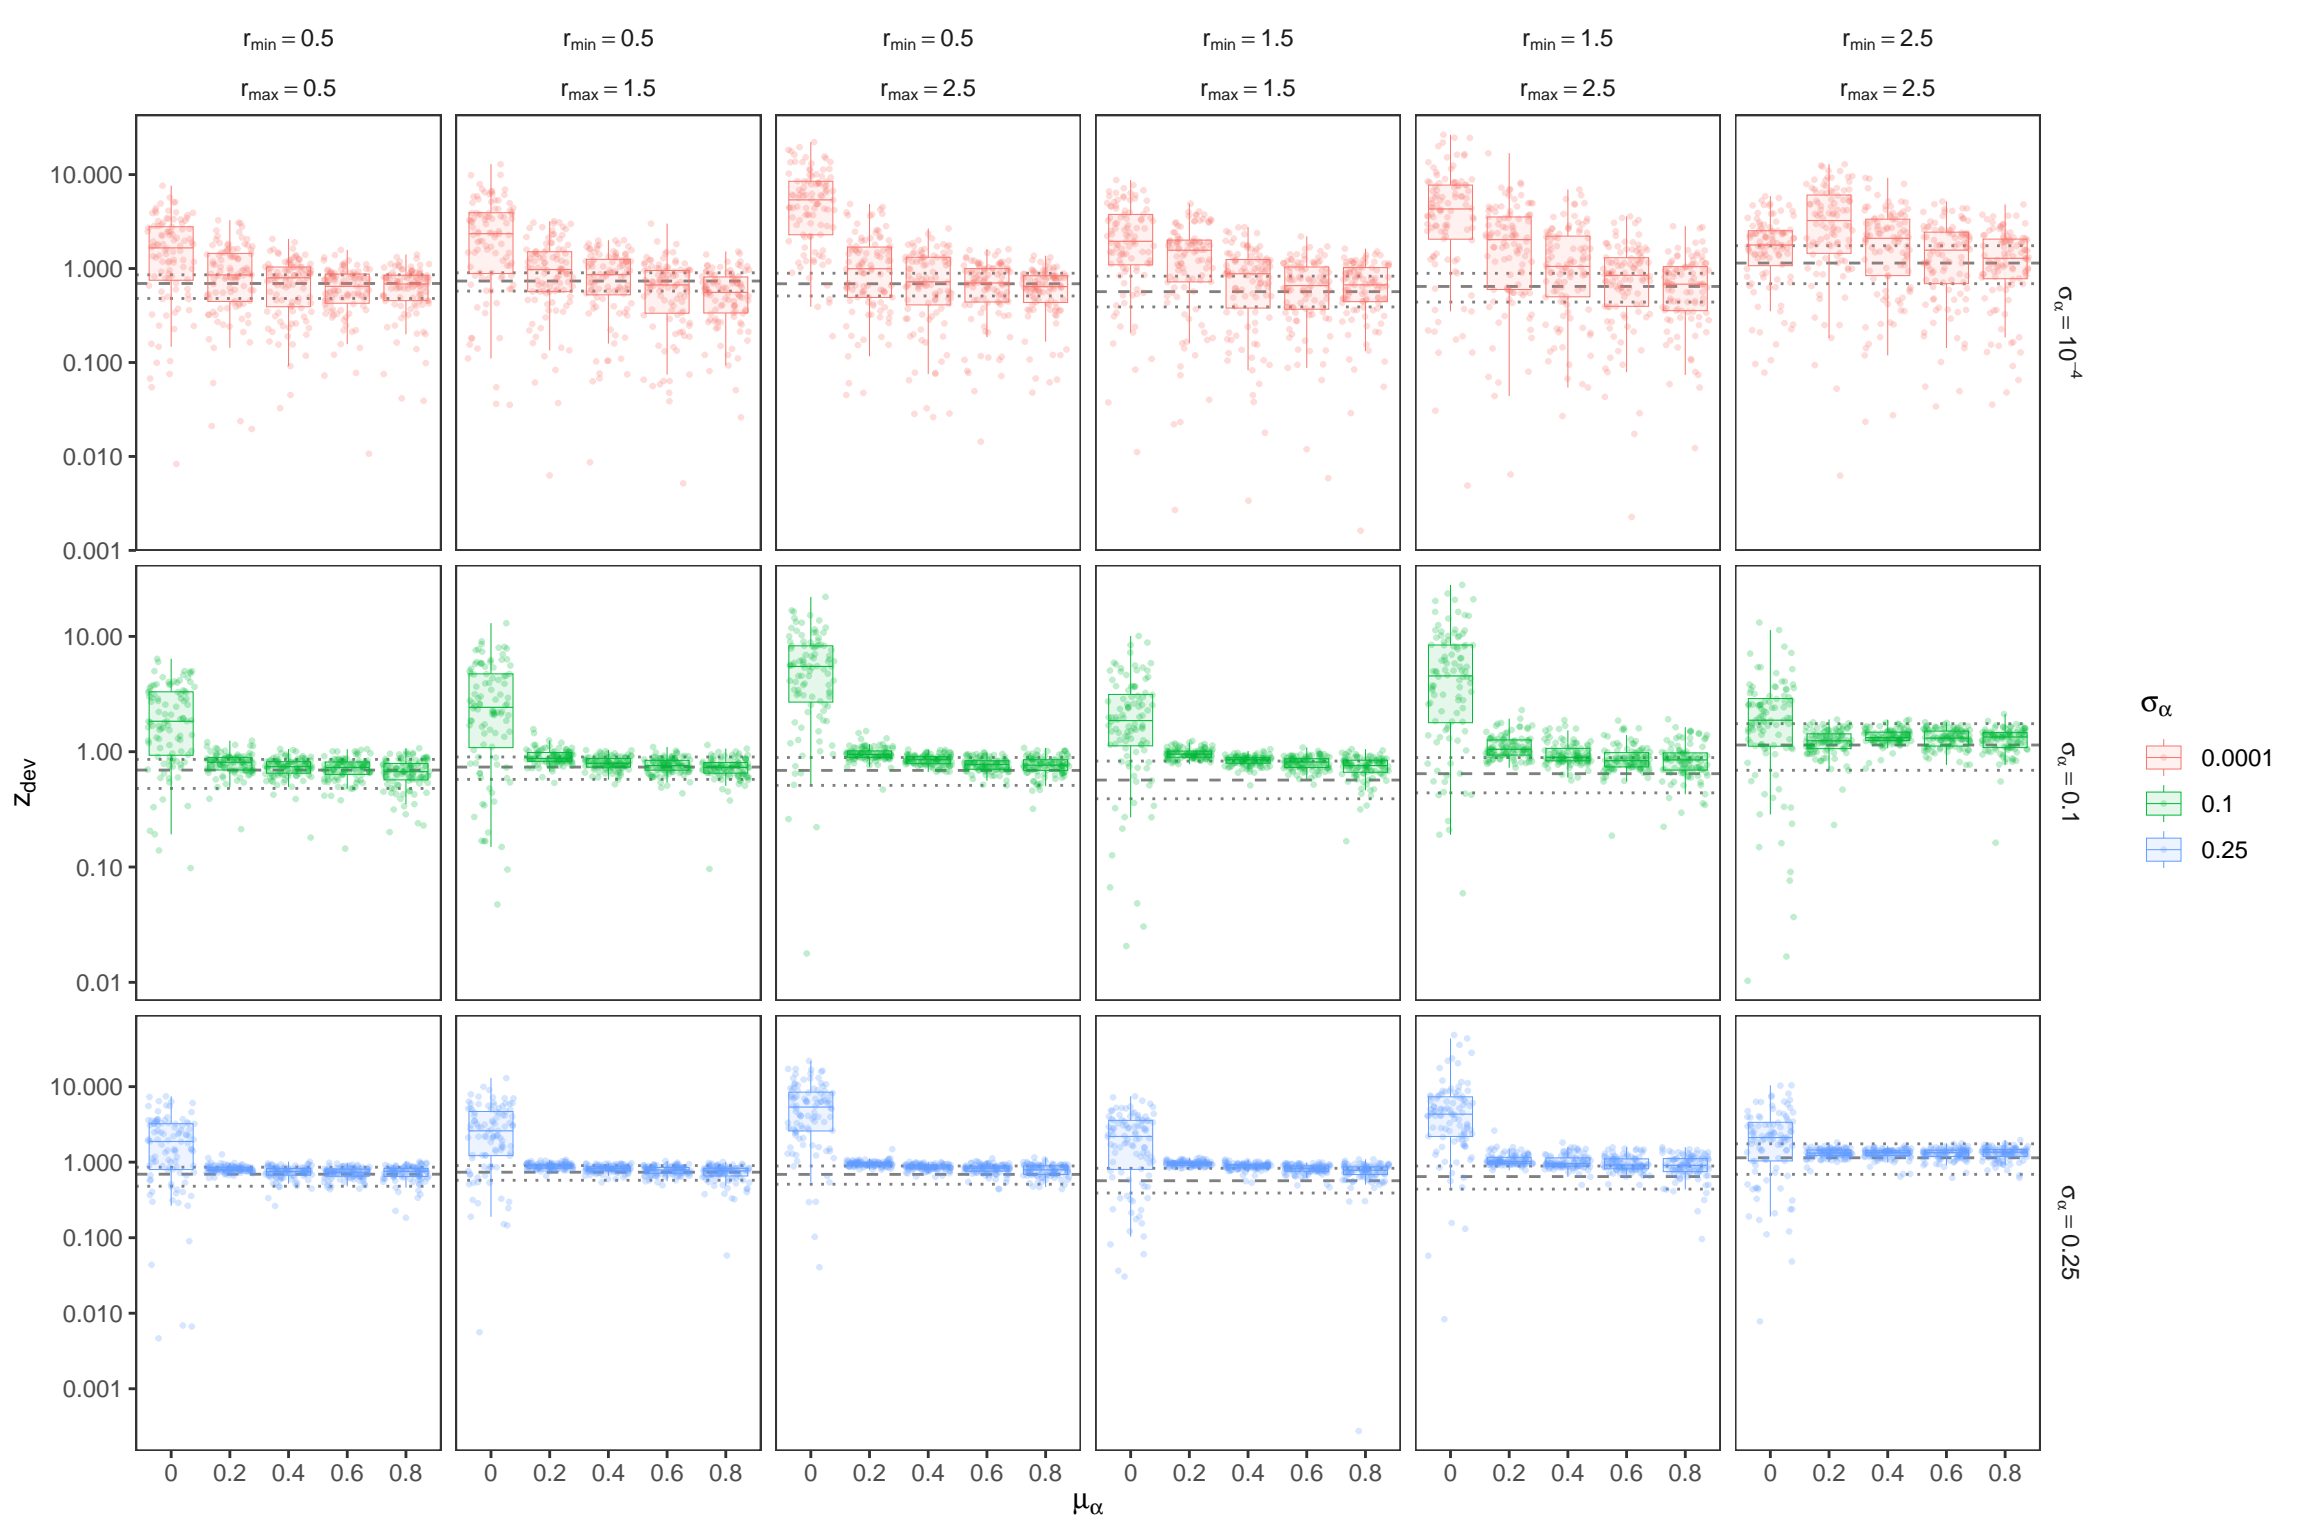 r_min = 0.5 r_min = 0.5 r_min = 0.5 r_min = 1.5 r_min = 1.5 r_min = 2.5
r_max = 0.5 r_max = 1.5 r_max = 2.5 r_max = 1.5 r_max = 2.5 r_max = 2.5
10.000
1.000
0.100
0.010
0.001
σ_α = 10^−4
10.00
1.00
0.10
0.01
σ_α = 0.1
z_dev
σ_α
0.0001
0.1
0.25
10.000
1.000
0.100
0.010
0.001
σ_α = 0.25
0 0.2 0.4 0.6 0.8 0 0.2 0.4 0.6 0.8 0 0.2 0.4 0.6 0.8 0 0.2 0.4 0.6 0.8 0 0.2 0.4 0.6 0.8 0 0.2 0.4 0.6 0.8
μ_α